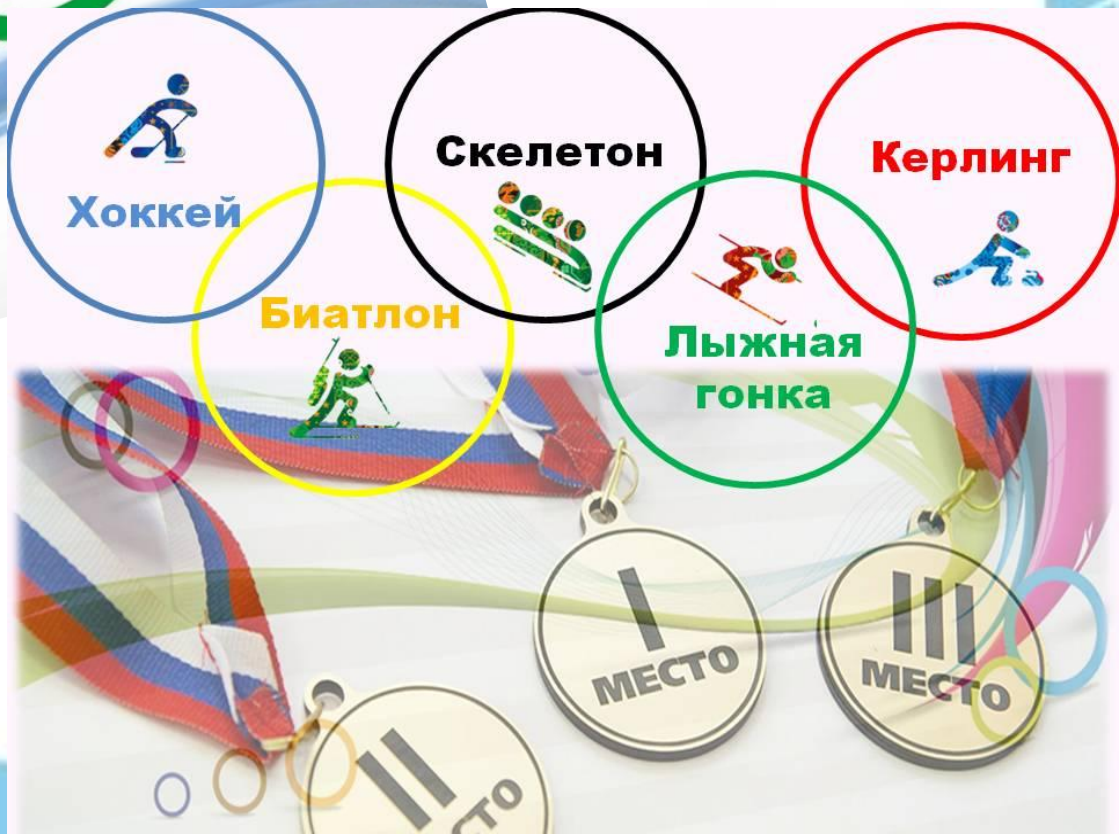 Хоккей
Скелетон
Керлинг
Биатлон
Лыжная
гонка
I
МЕСТО
III
МЕСТО
II